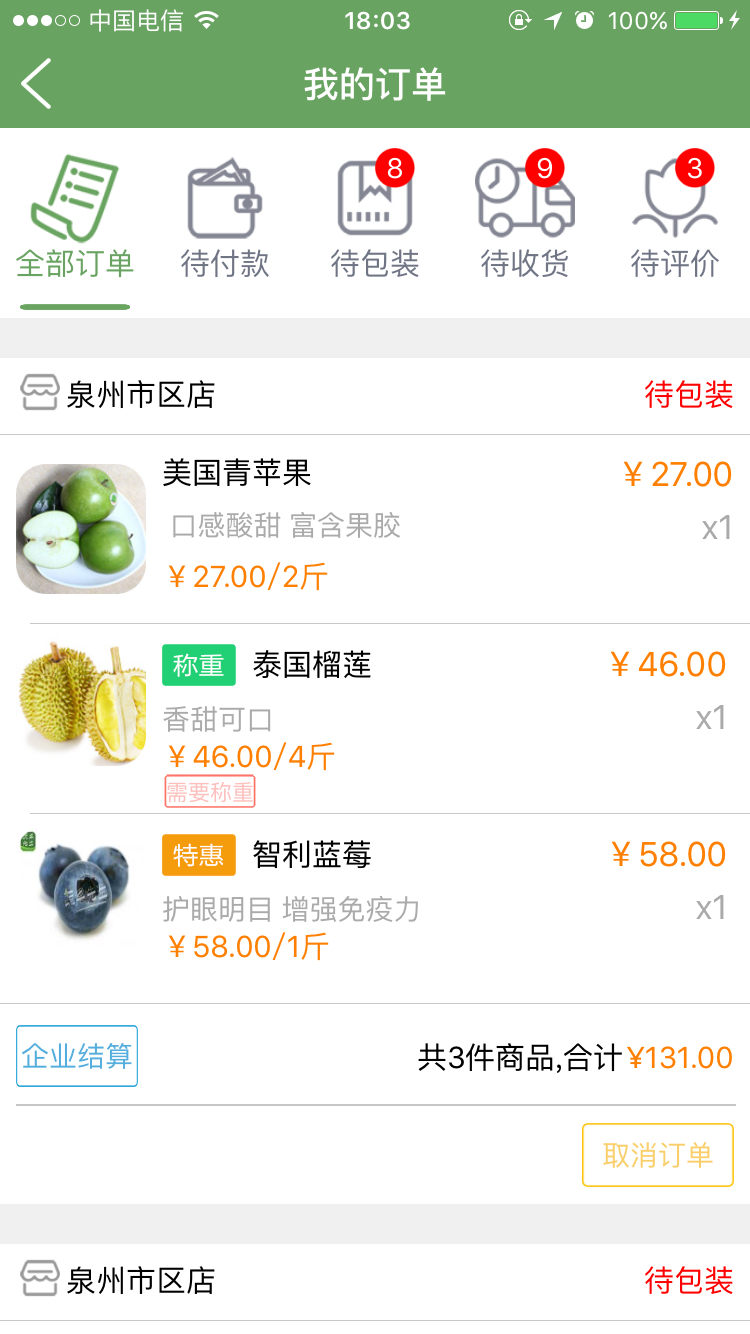 中国电信 18:03 100%
我的订单
8 9 3
全部订单 待付款 待包装 待收货 待评价
泉州市区店 待包装
美国青苹果 ¥ 27.00
口感酸甜 富含果胶 x1
¥ 27.00/2斤
称重 泰国榴莲 ¥ 46.00
香甜可口 x1
¥ 46.00/4斤
需要称重
特惠 智利蓝莓 ¥ 58.00
护眼明目 增强免疫力 x1
¥ 58.00/1斤
企业结算 共3件商品,合计¥131.00
取消订单
泉州市区店 待包装